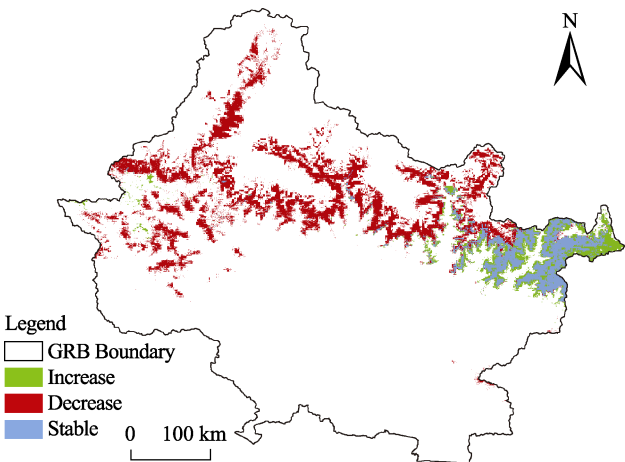 N
Legend
GRB Boundary
Increase
Decrease
Stable
0 100 km